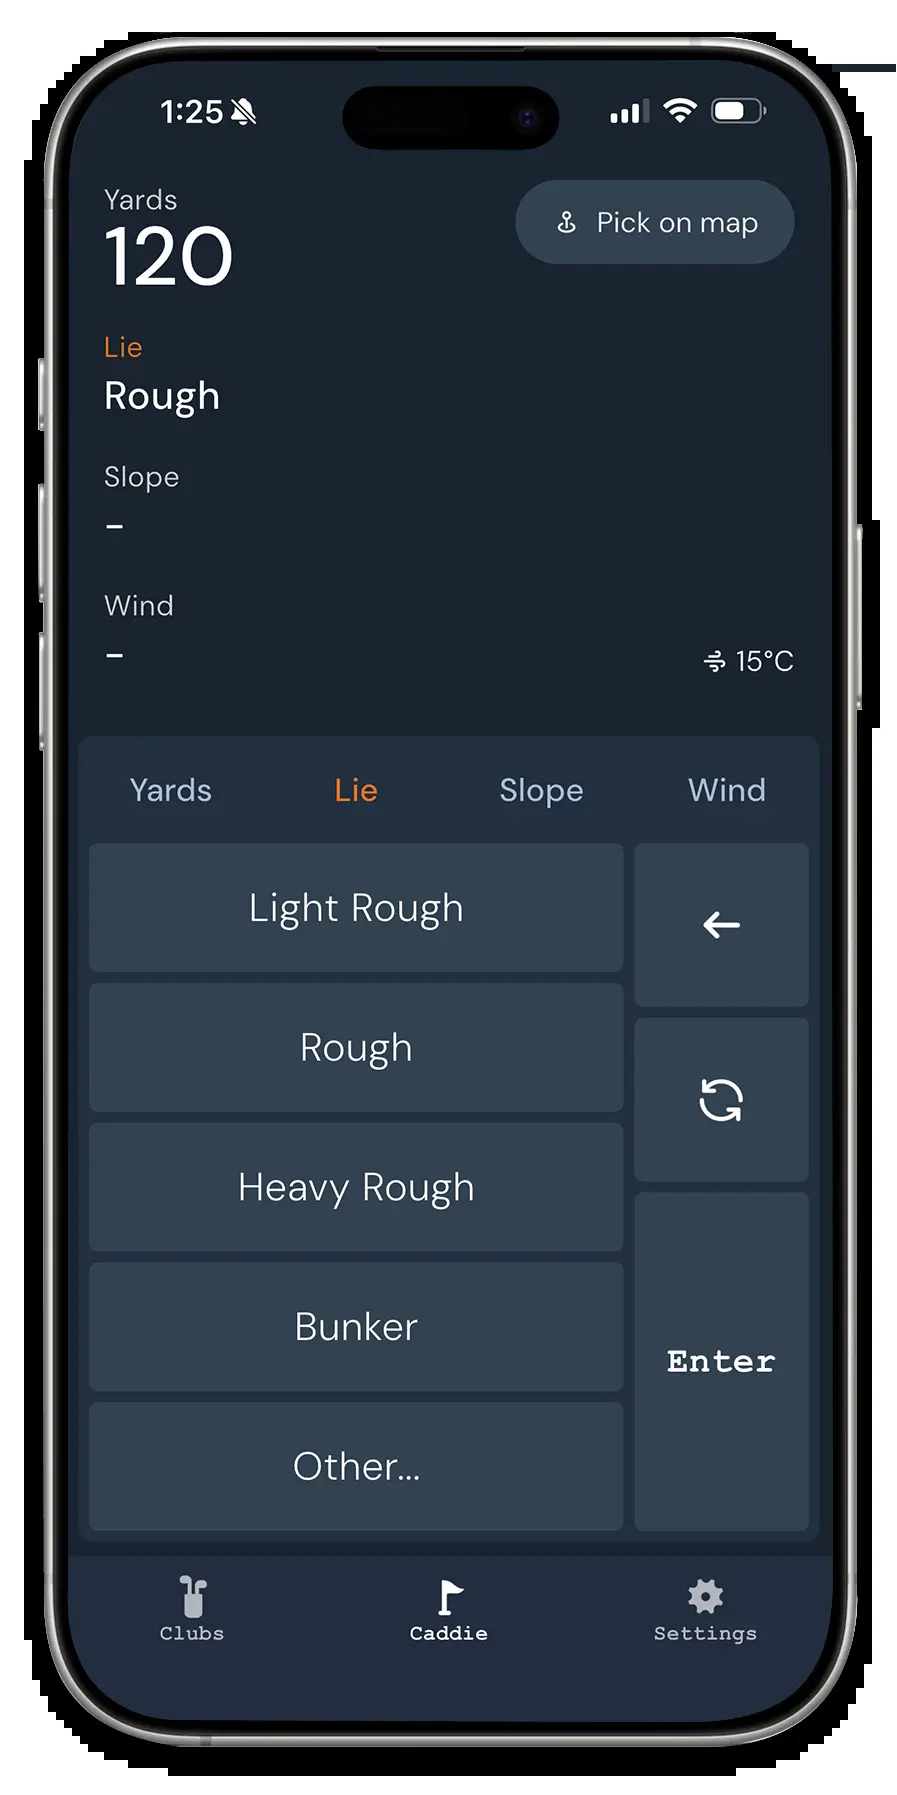 1:25
Yards
Pick on map
120
Lie
Rough
Slope
–
Wind
–
15°C
Yards Lie Slope Wind
Light Rough
Rough
Heavy Rough
Bunker
Other...
Enter
Clubs Caddie Settings